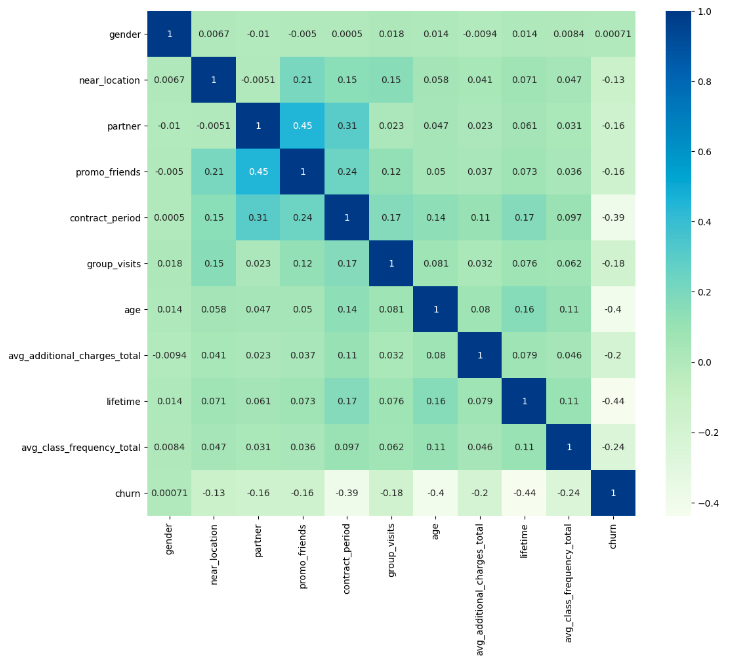 gender 1 0.0067 -0.01 -0.005 0.0005 0.018 0.014 -0.0094 0.014 0.0084 0.00071
near_location 0.0067 1 -0.0051 0.21 0.15 0.15 0.058 0.041 0.071 0.047 -0.13
partner -0.01 -0.0051 1 0.45 0.31 0.023 0.047 0.023 0.061 0.031 -0.16
promo_friends -0.005 0.21 0.45 1 0.24 0.12 0.05 0.037 0.073 0.036 -0.16
contract_period 0.0005 0.15 0.31 0.24 1 0.17 0.14 0.11 0.17 0.097 -0.39
group_visits 0.018 0.15 0.023 0.12 0.17 1 0.081 0.032 0.076 0.062 -0.18
age 0.014 0.058 0.047 0.05 0.14 0.081 1 0.08 0.16 0.11 -0.4
avg_additional_charges_total -0.0094 0.041 0.023 0.037 0.11 0.032 0.08 1 0.079 0.046 -0.2
lifetime 0.014 0.071 0.061 0.073 0.17 0.076 0.16 0.079 1 0.11 -0.44
avg_class_frequency_total 0.0084 0.047 0.031 0.036 0.097 0.062 0.11 0.046 0.11 1 -0.24
churn 0.00071 -0.13 -0.16 -0.16 -0.39 -0.18 -0.4 -0.2 -0.44 -0.24 1
gender
near_location
partner
promo_friends
contract_period
group_visits
age
avg_additional_charges_total
lifetime
avg_class_frequency_total
churn
1.0
0.8
0.6
0.4
0.2
0.0
−0.2
−0.4